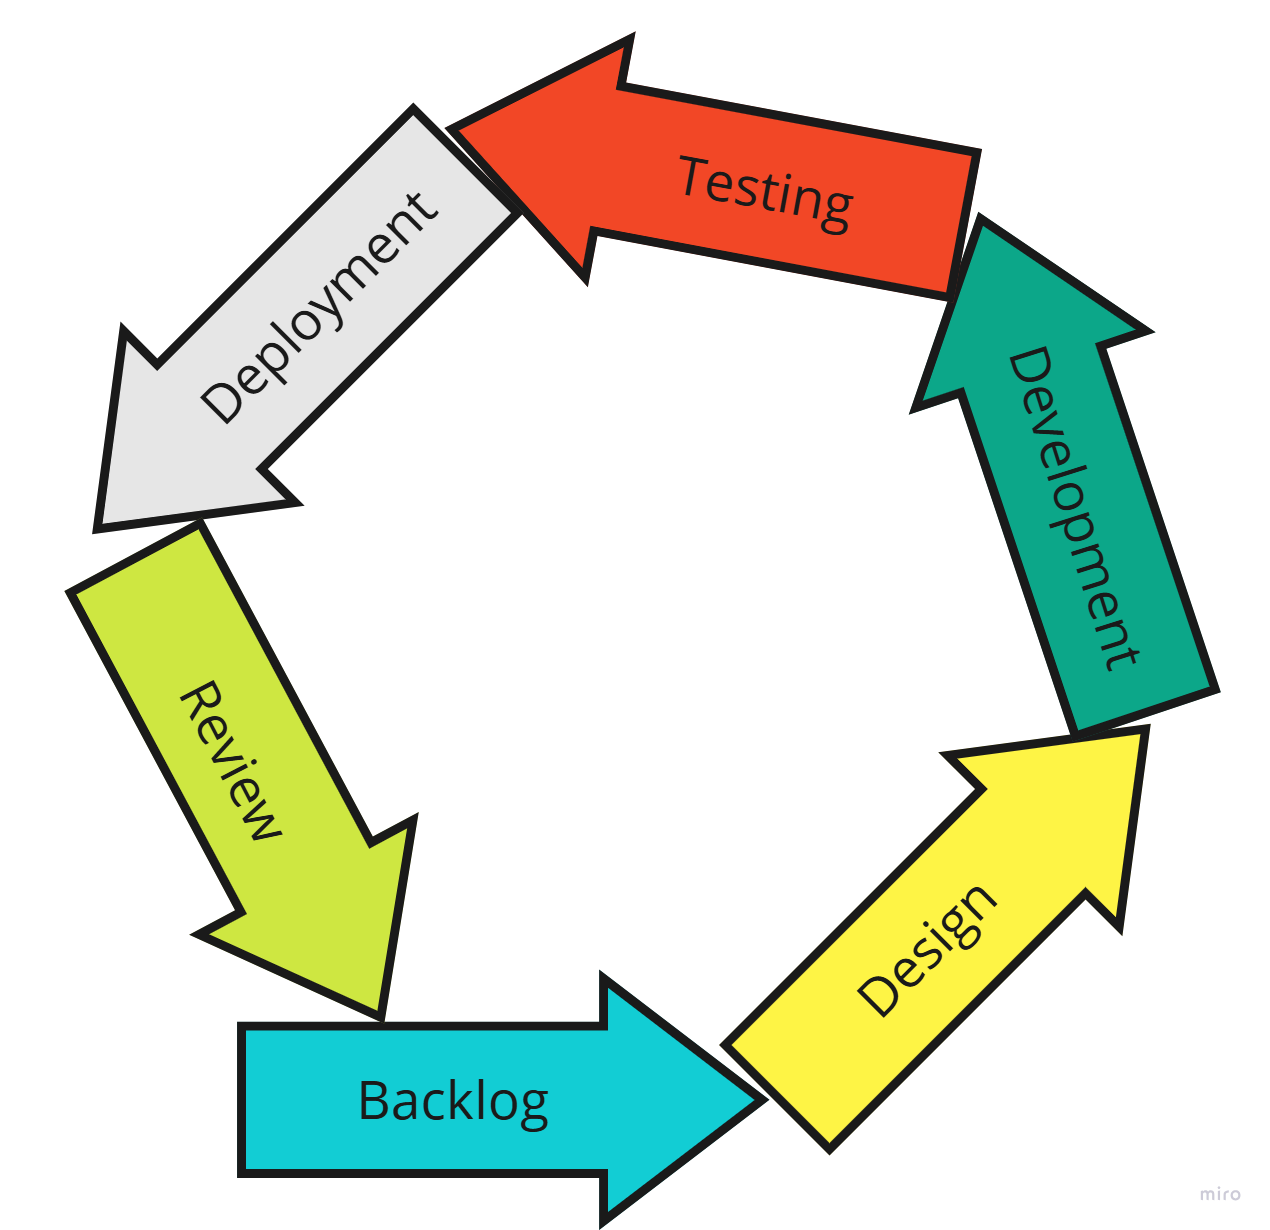 Testing
Deployment
Development
Review
Design
Backlog
miro